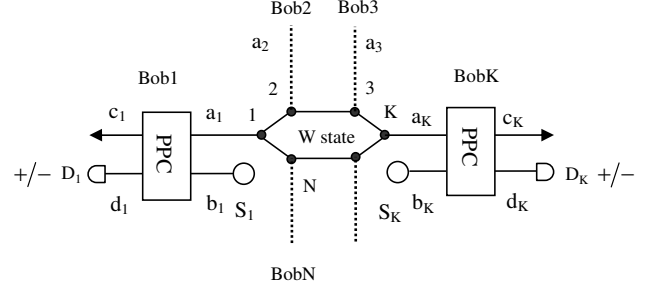 Bob2 Bob3
a2 a3
Bob1 BobK
2 3
c1 a1 1 K aK cK
PPC W state PPC
+/− D1 DK +/−
d1 b1 S1 N SK bK dK
BobN